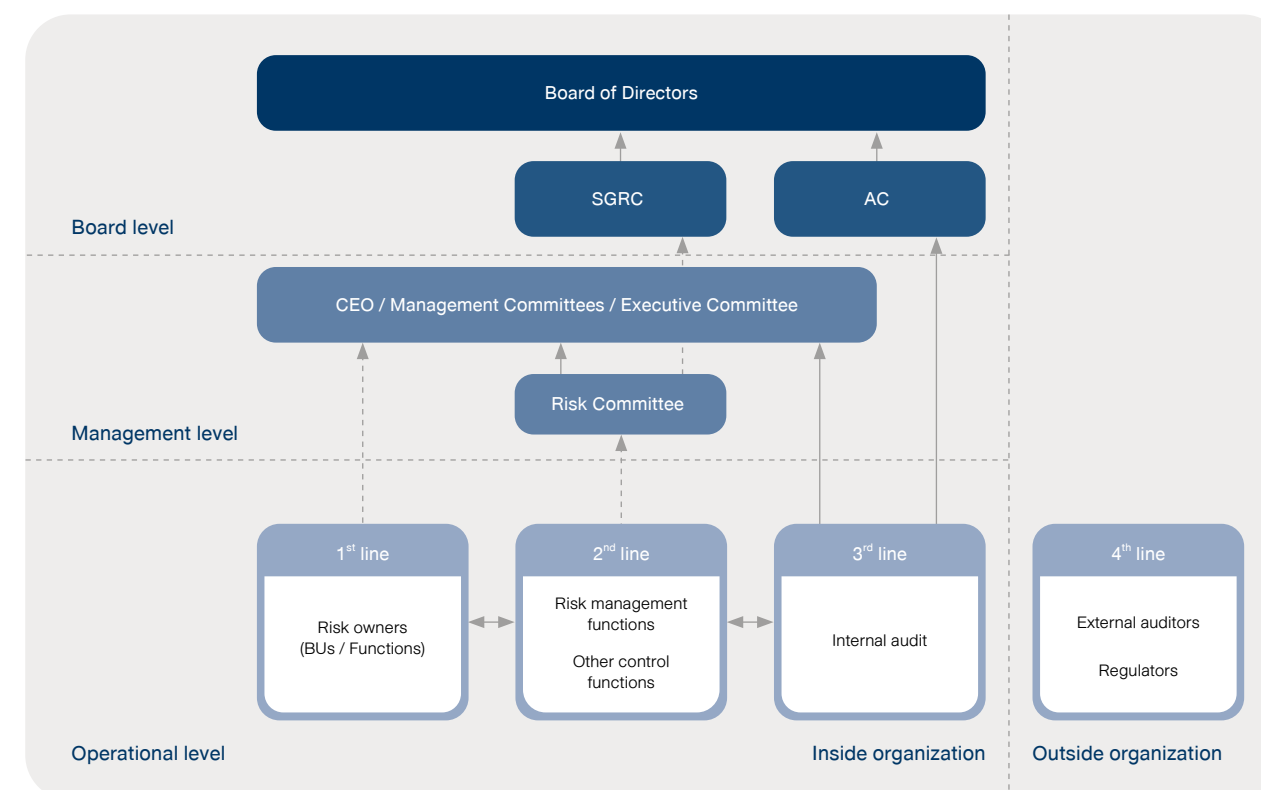 Board of Directors
SGRC
AC
Board level
CEO / Management Committees / Executive Committee
Risk Committee
Management level
1st line
2nd line
3rd line
4th line
Risk owners
(BUs / Functions)
Risk management
functions
Other control
functions
Internal audit
External auditors
Regulators
Operational level
Inside organization
Outside organization